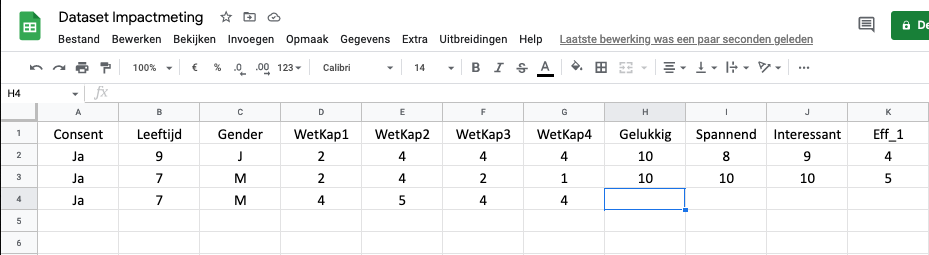 Dataset Impactmeting
Bestand Bewerken Bekijken Invoegen Opmaak Gegevens Extra Uitbreidingen Help Laatste bewerking was een paar seconden geleden
De
100% € % .0 .00 123 Calibri 14 B I S A
H4 fx
A B C D E F G H I J K
1 Consent Leeftijd Gender WetKap1 WetKap2 WetKap3 WetKap4 Gelukkig Spannend Interessant Eff_1
2 Ja 9 J 2 4 4 4 10 8 9 4
3 Ja 7 M 2 4 2 1 10 10 10 5
4 Ja 7 M 4 5 4 4
5
6